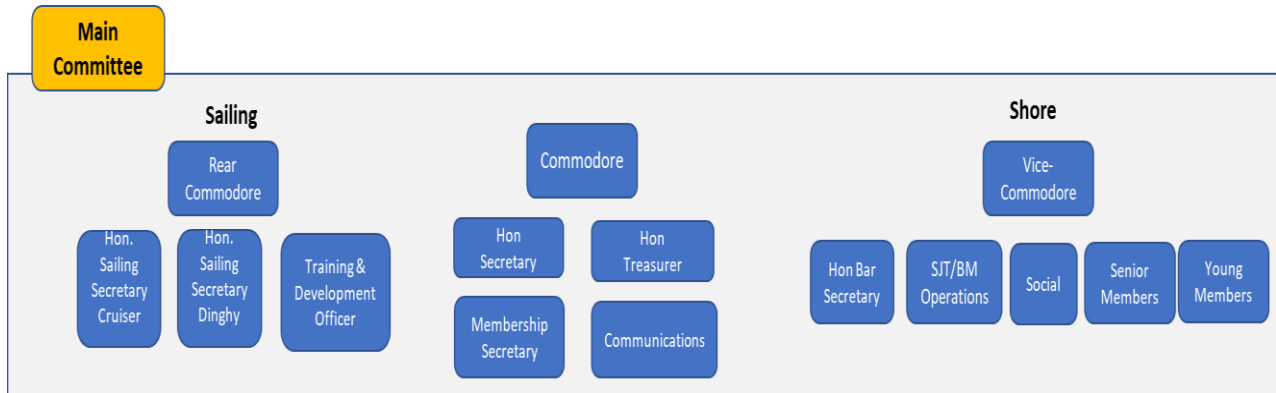 Main
Committee
Sailing
Shore
Rear
Commodore
Commodore
Vice-
Commodore
Hon.
Sailing
Secretary
Cruiser
Hon.
Sailing
Secretary
Dinghy
Training &
Development
Officer
Hon
Secretary
Hon
Treasurer
Membership
Secretary
Communications
Hon Bar
Secretary
SJT/BM
Operations
Social
Senior
Members
Young
Members